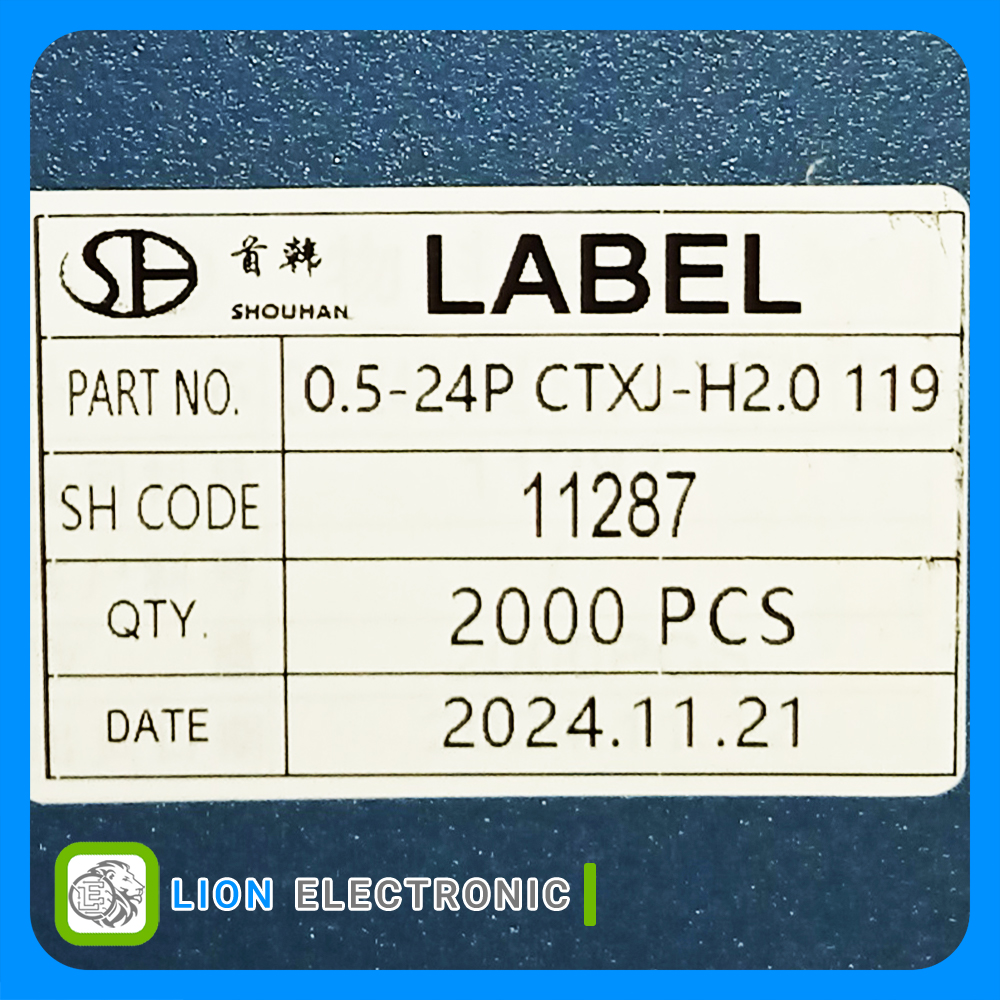 SH 首韩 LABEL
SHOUHAN
PART NO. 0.5-24P CTXJ-H2.0 119
SH CODE 11287
QTY. 2000 PCS
DATE 2024.11.21
LE LION ELECTRONIC